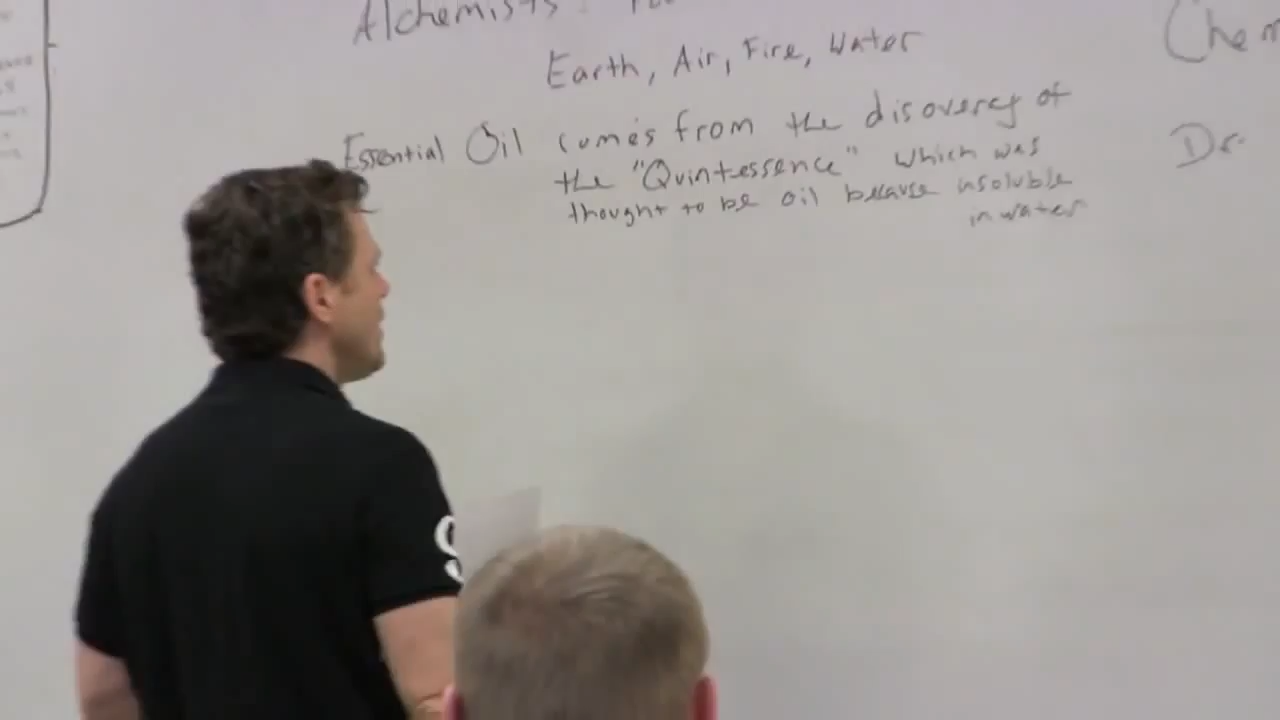 Alchemists:
Earth, Air, Fire, Water
Essential Oil comes from the disovery of
the "Quintessence" which was
thought to be oil because insoluble
in water
Chem
Dr.